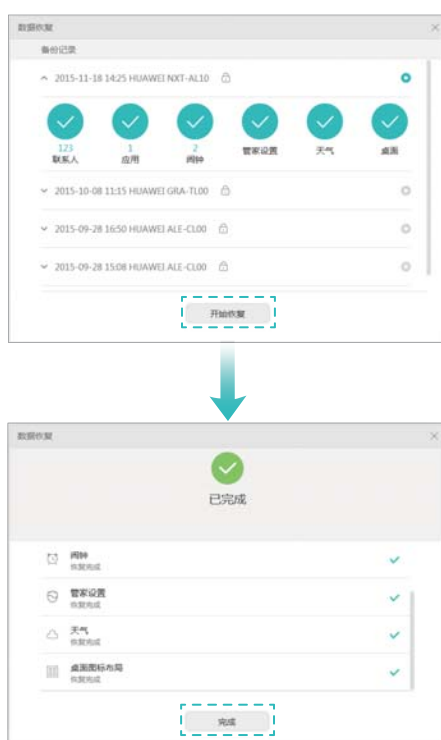 数据恢复
备份记录
2015-11-18 14:25 HUAWEI NXT-AL10
123 1 2
联系人 应用 闹钟 管家设置 天气 桌面
2015-10-08 11:15 HUAWEI GRA-TL00
2015-09-28 16:50 HUAWEI ALE-CL00
2015-09-28 15:08 HUAWEI ALE-CL00
开始恢复
数据恢复
已完成
闹钟
恢复完成
管家设置
恢复完成
天气
恢复完成
桌面图标布局
恢复完成
完成